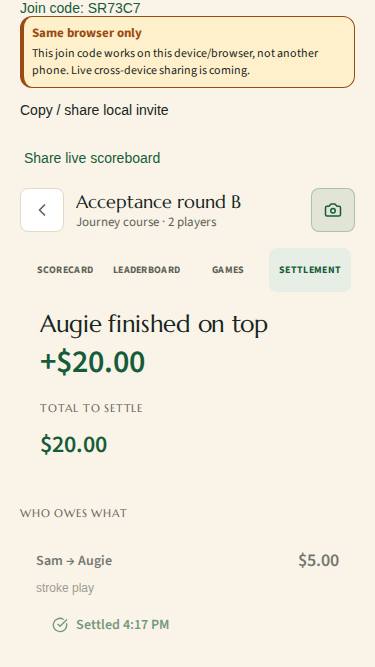 Join code: SR73C7
Same browser only
This join code works on this device/browser, not another
phone. Live cross-device sharing is coming.
Copy / share local invite
Share live scoreboard
Acceptance round B
Journey course · 2 players
SCORECARD LEADERBOARD GAMES SETTLEMENT
Augie finished on top
+$20.00
TOTAL TO SETTLE
$20.00
WHO OWES WHAT
Sam → Augie $5.00
stroke play
Settled 4:17 PM